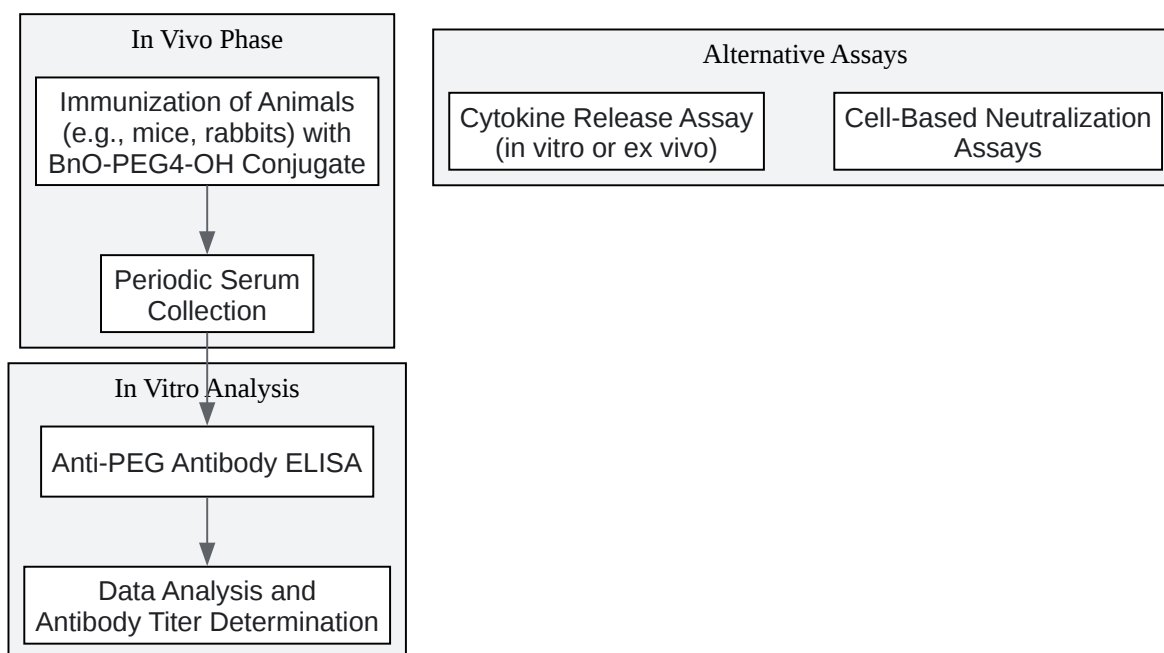 In Vivo Phase
Immunization of Animals
(e.g., mice, rabbits) with
BnO-PEG4-OH Conjugate
Periodic Serum
Collection
In Vitro Analysis
Anti-PEG Antibody ELISA
Data Analysis and
Antibody Titer Determination
Alternative Assays
Cytokine Release Assay
(in vitro or ex vivo)
Cell-Based Neutralization
Assays